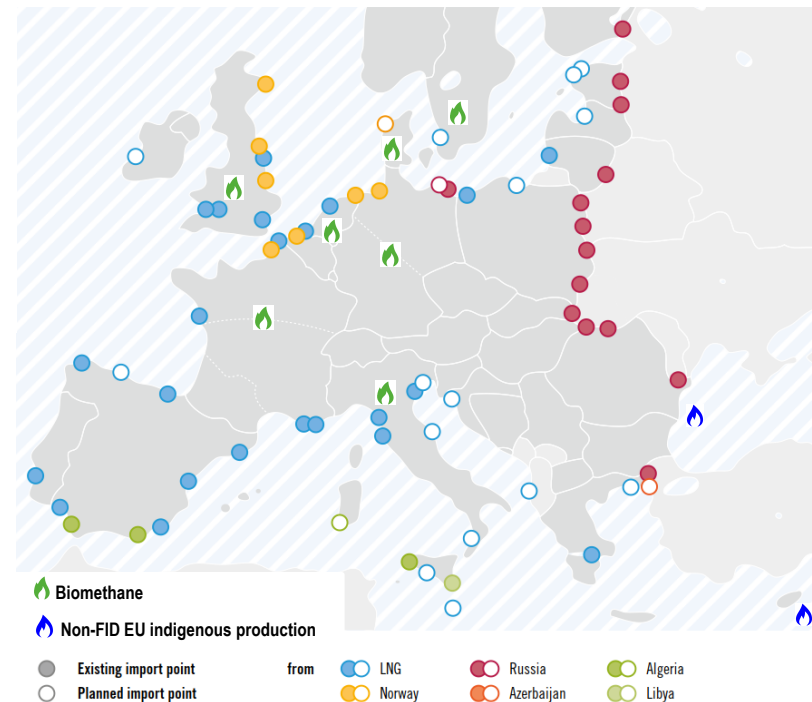 Biomethane
Non-FID EU indigenous production
Existing import point from LNG Russia Algeria
Planned import point Norway Azerbaijan Libya